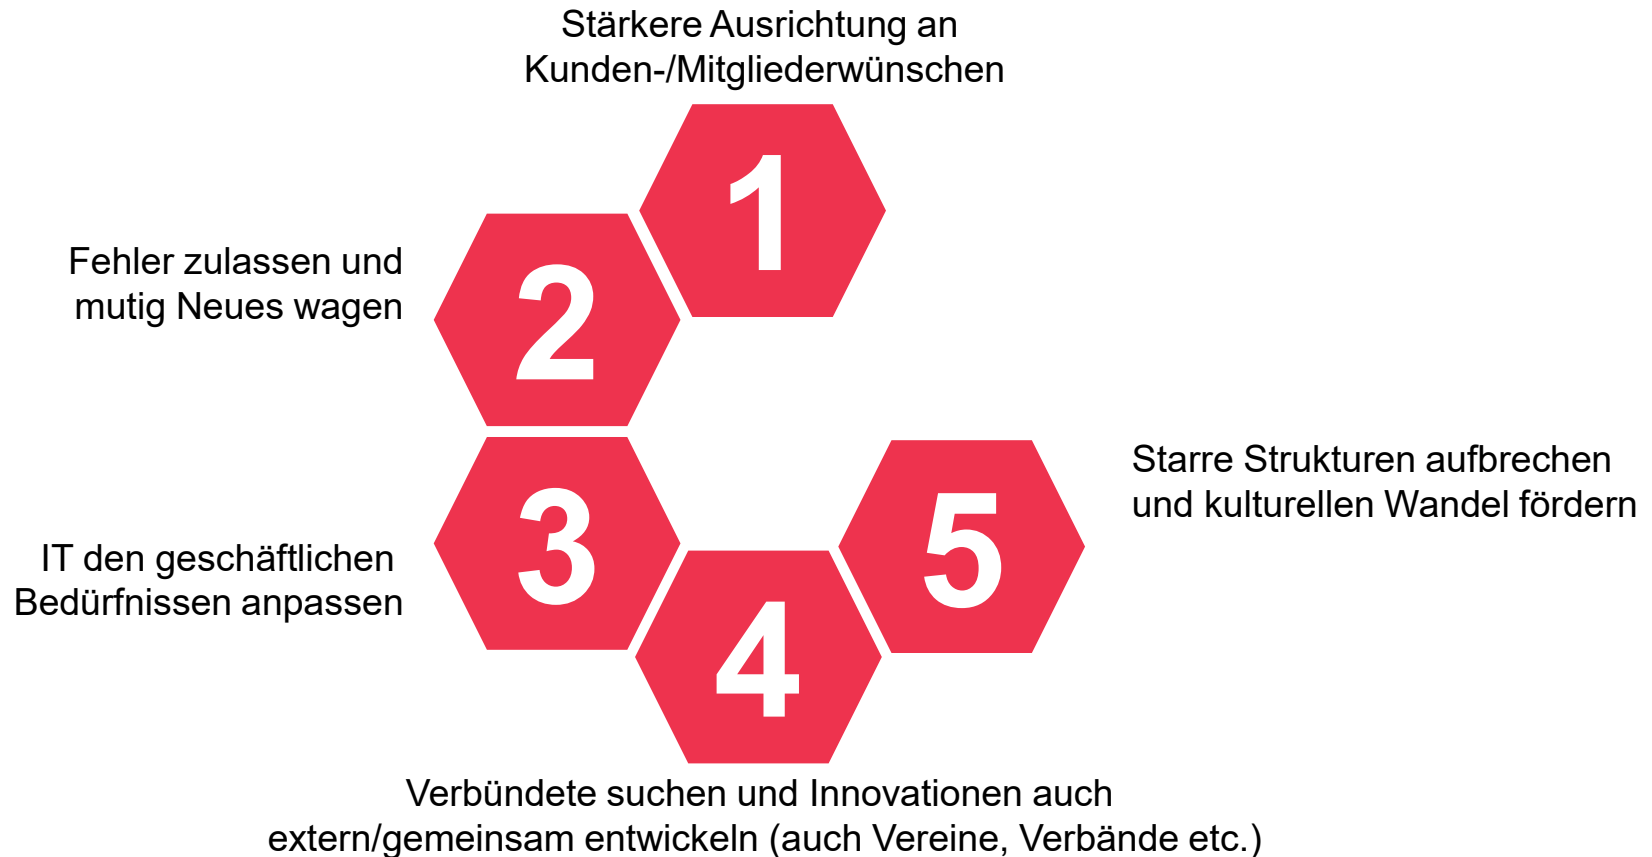 Stärkere Ausrichtung an
Kunden-/Mitgliederwünschen
1
Fehler zulassen und
mutig Neues wagen
2
IT den geschäftlichen
Bedürfnissen anpassen
3
4
Verbündete suchen und Innovationen auch
extern/gemeinsam entwickeln (auch Vereine, Verbände etc.)
5
Starre Strukturen aufbrechen
und kulturellen Wandel fördern